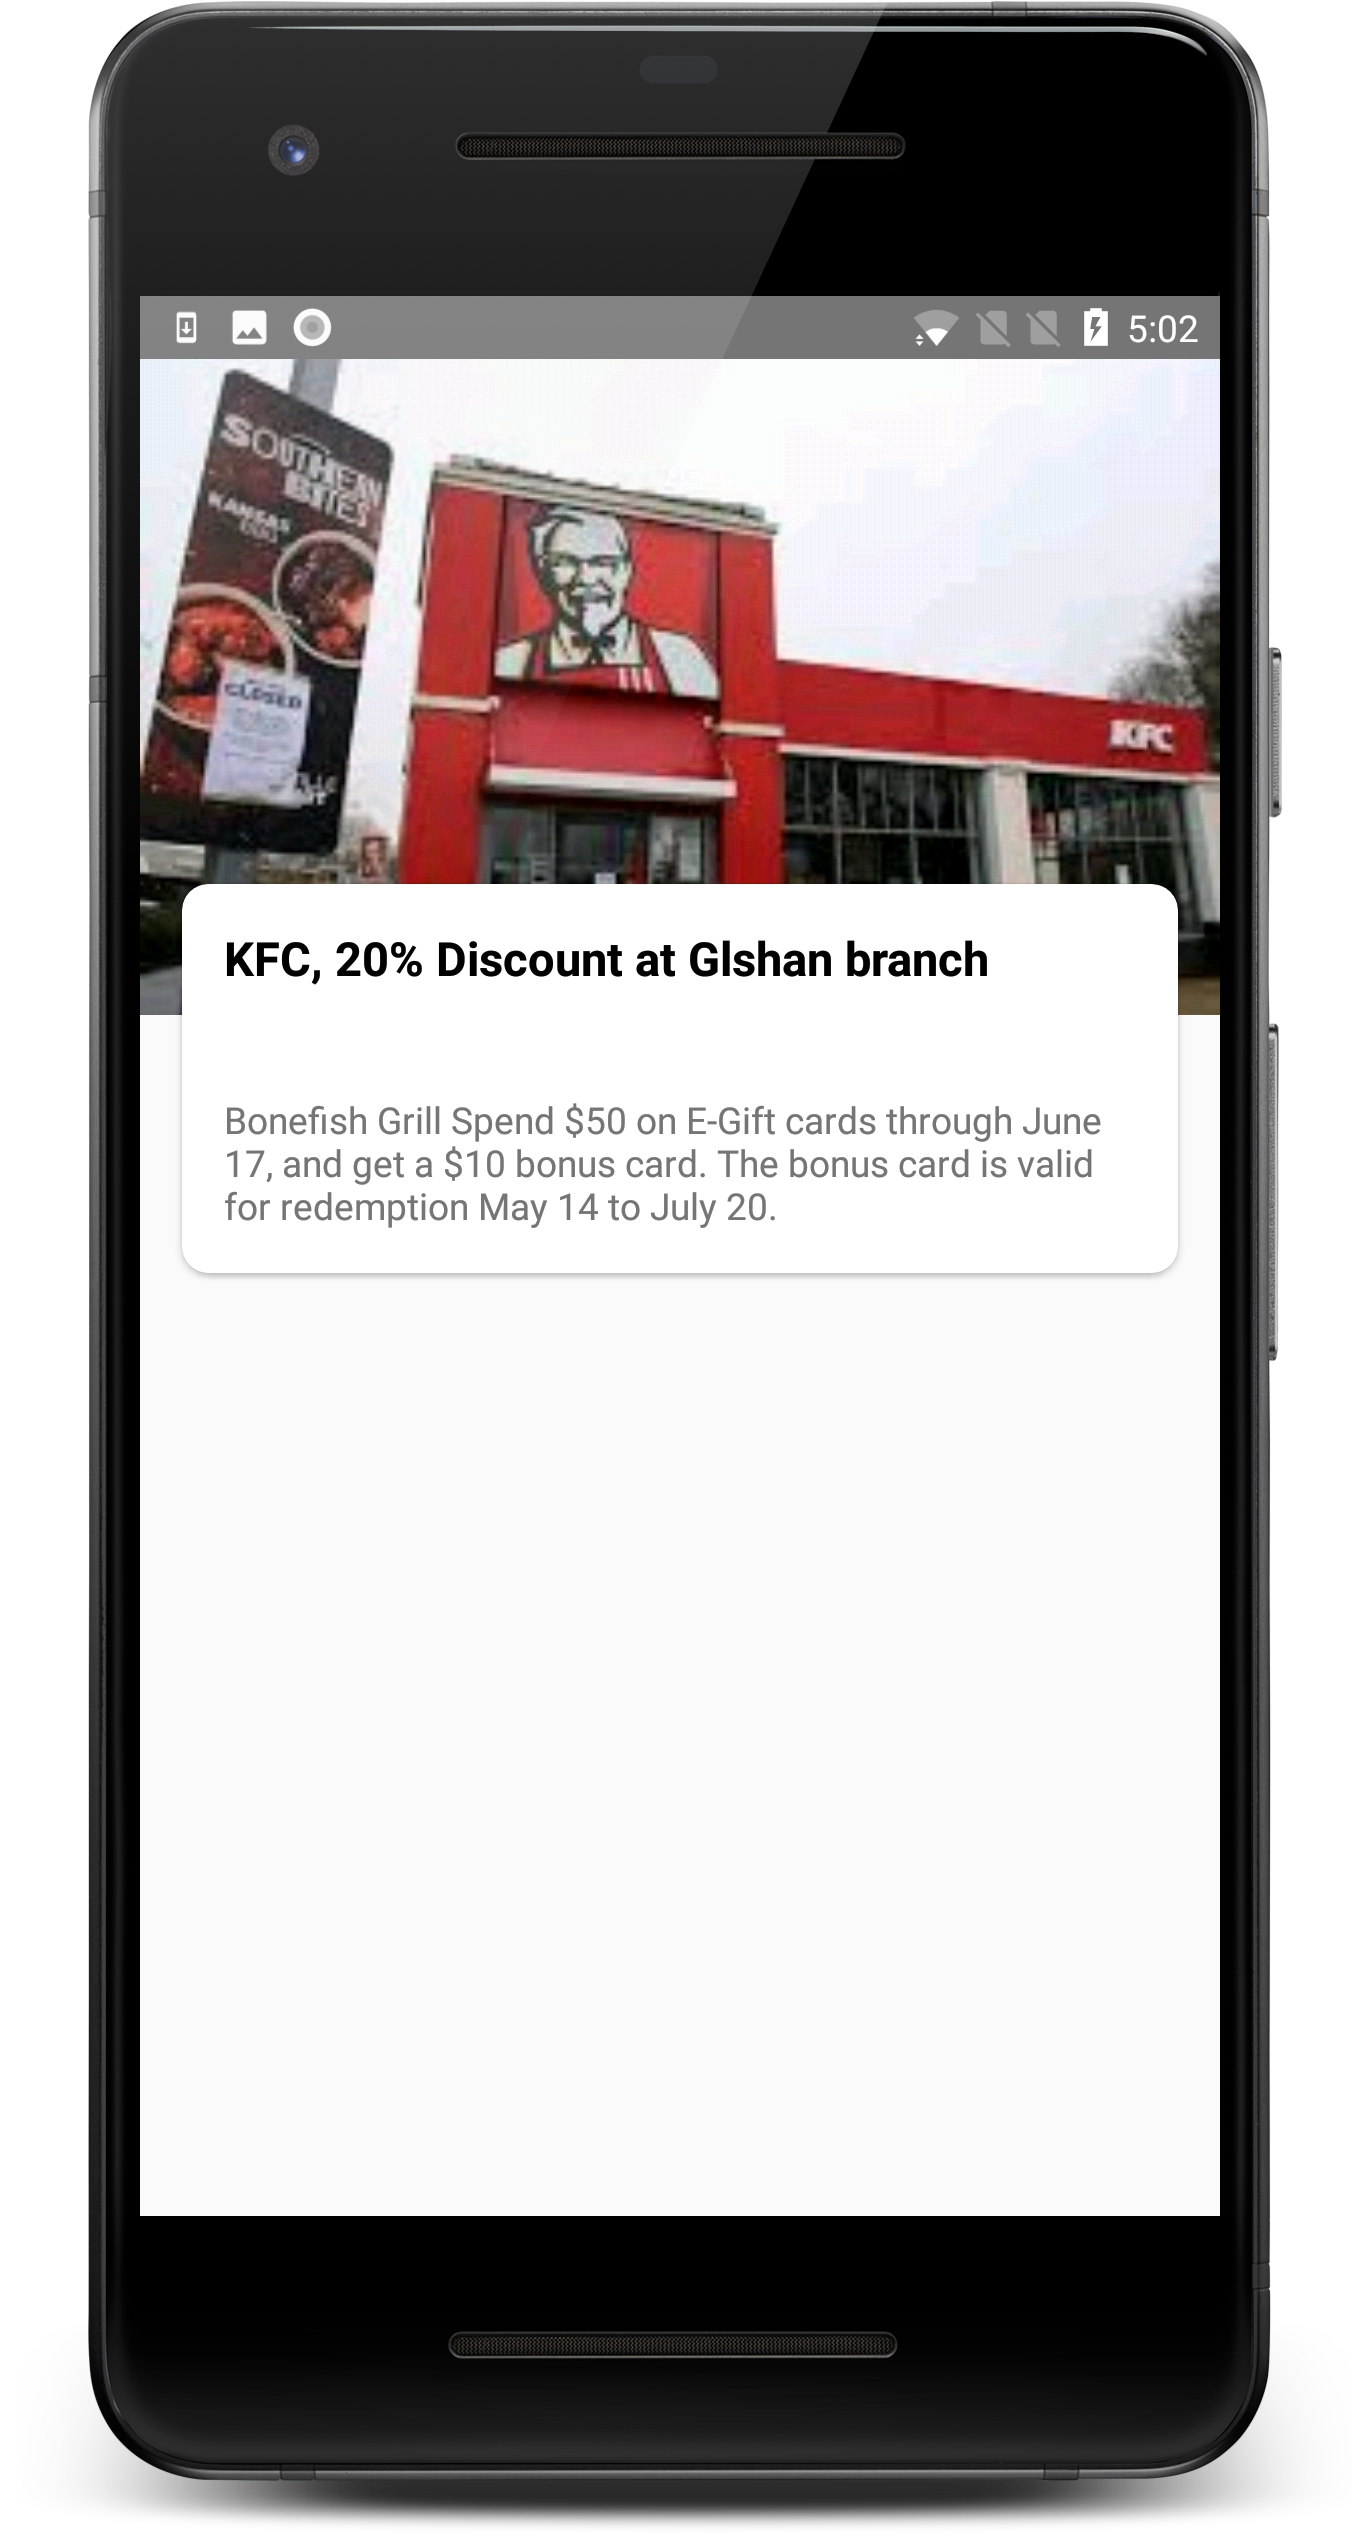 5:02
SOUTHERN
BITES
KANSAS
CLOSED
KFC
KFC, 20% Discount at Glshan branch
Bonefish Grill Spend $50 on E-Gift cards through June
17, and get a $10 bonus card. The bonus card is valid
for redemption May 14 to July 20.